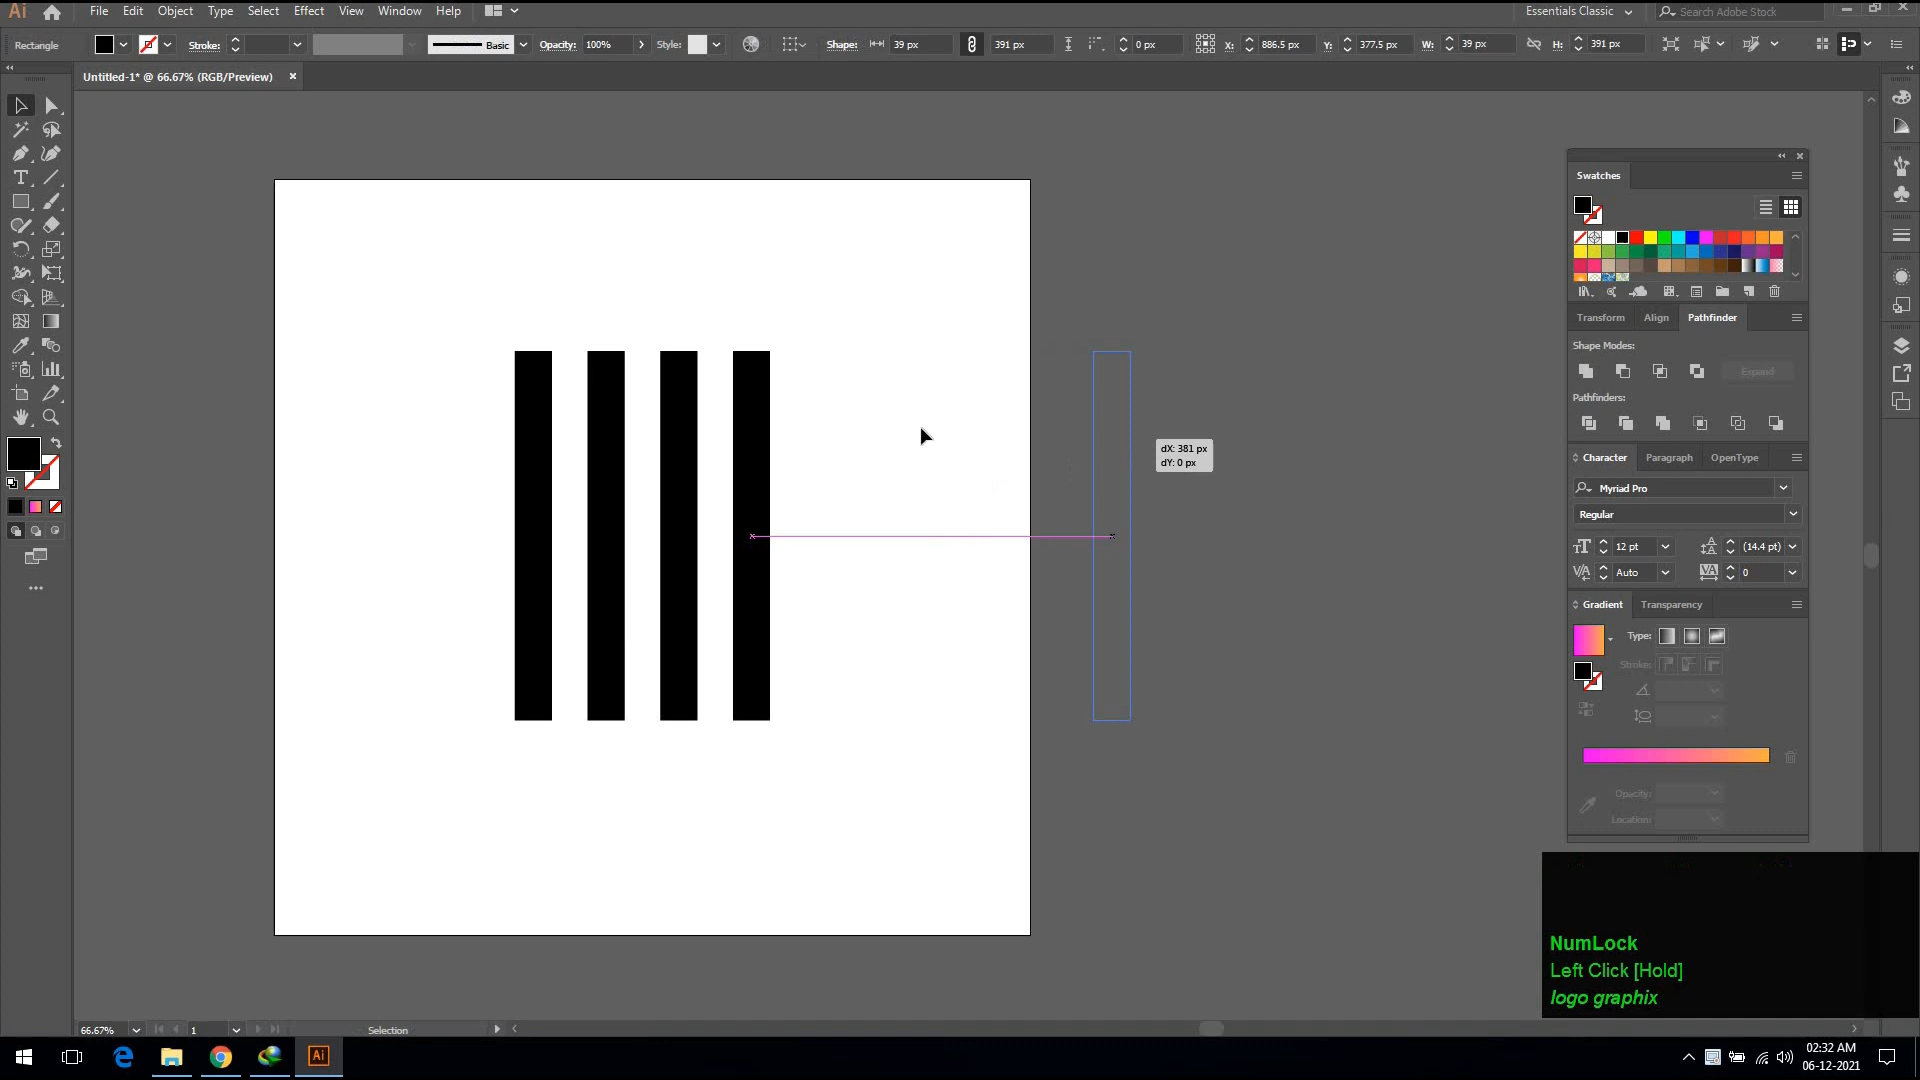 Ai File Edit Object Type Select Effect View Window Help Essentials Classic Search Adobe Stock
Rectangle Stroke: Basic Opacity: 100% Style: Shape: 39 px 391 px 0 px X: 886.5 px Y: 377.5 px W: 39 px H: 391 px
Untitled-1* @ 66.67% (RGB/Preview)
Swatches
Transform Align Pathfinder
Shape Modes:
Expand
Pathfinders:
dX: 381 px
dY: 0 px
Character Paragraph OpenType
Myriad Pro
Regular
12 pt (14.4 pt)
Auto 0
Gradient Transparency
Type:
Stroke:
Opacity:
Location:
NumLock
Left Click [Hold]
logo graphix
66.67% 1 Selection
Ai
02:32 AM
06-12-2021